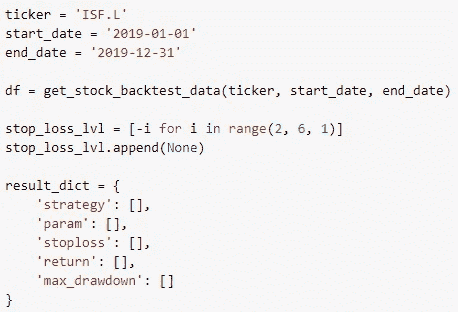 ticker = 'ISF.L'
start_date = '2019-01-01'
end_date = '2019-12-31'
df = get_stock_backtest_data(ticker, start_date, end_date)
stop_loss_lvl = [-i for i in range(2, 6, 1)]
stop_loss_lvl.append(None)
result_dict = {
    'strategy': [],
    'param': [],
    'stoploss': [],
    'return': [],
    'max_drawdown': []
}